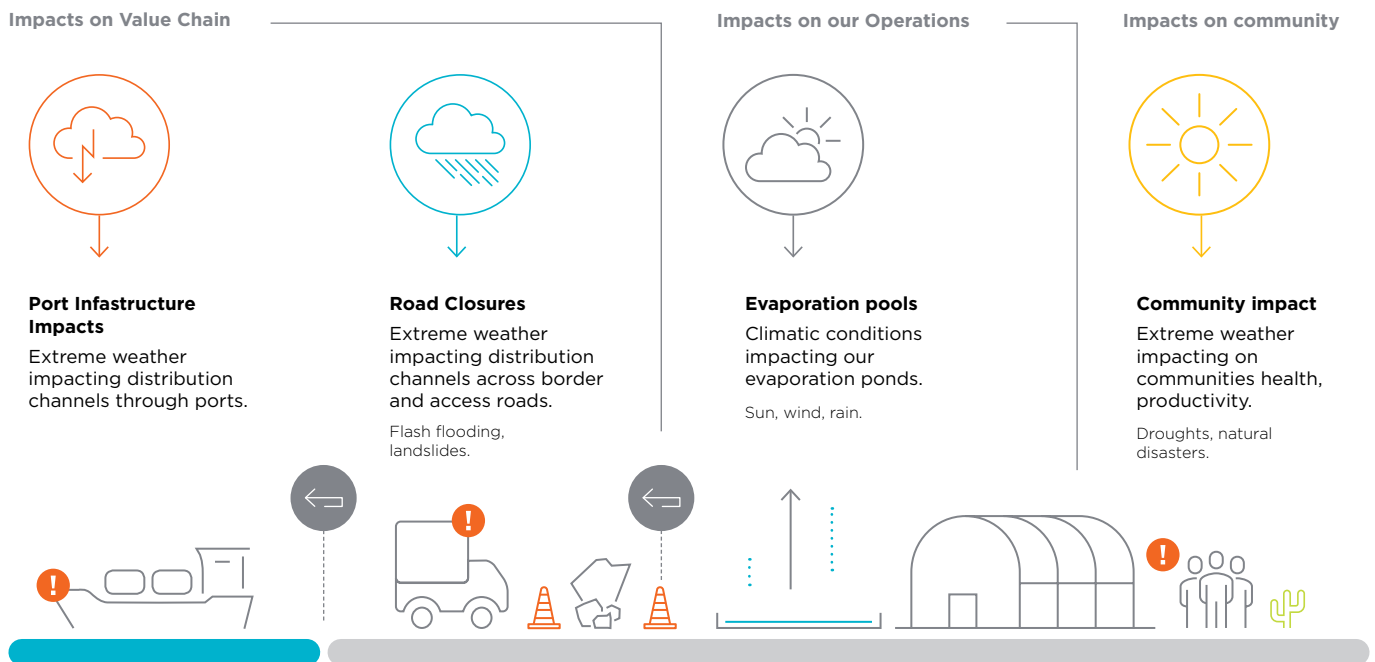 Impacts on Value Chain
Impacts on our Operations
Impacts on community
Port Infastructure
Impacts
Extreme weather
impacting distribution
channels through ports.
Road Closures
Extreme weather
impacting distribution
channels across border
and access roads.
Flash flooding,
landslides.
Evaporation pools
Climatic conditions
impacting our
evaporation ponds.
Sun, wind, rain.
Community impact
Extreme weather
impacting on
communities health,
productivity.
Droughts, natural
disasters.
!
!
!